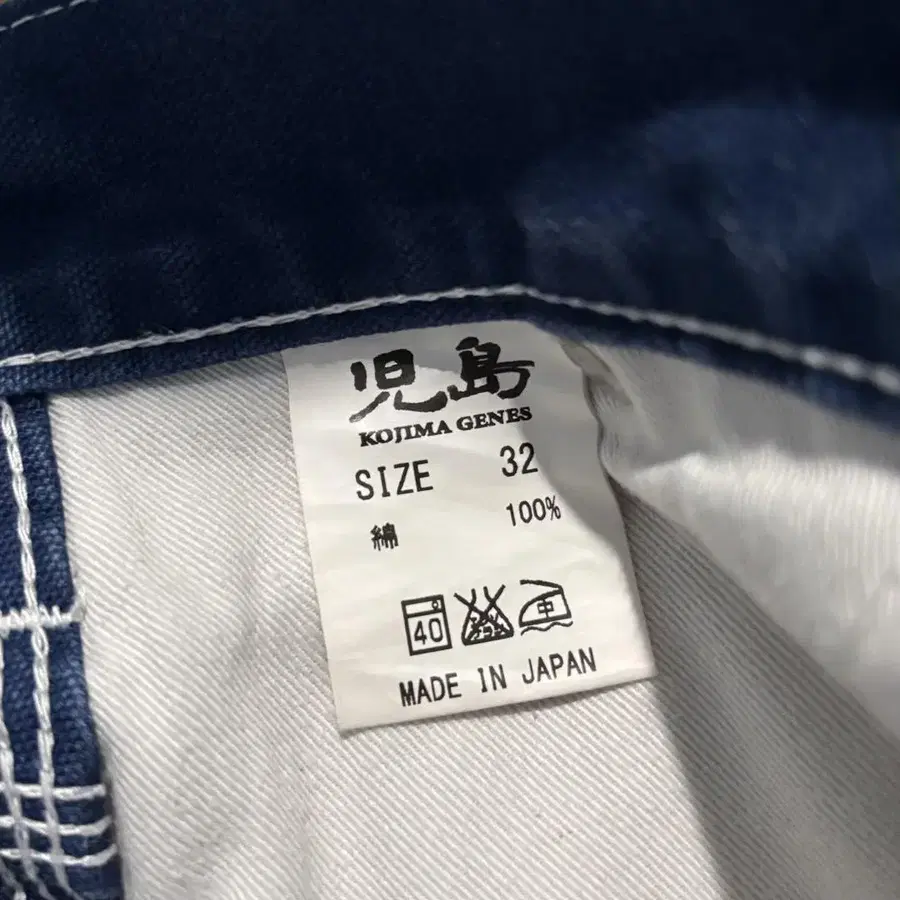 児島
KOJIMA GENES
SIZE 32
綿 100%
40 中
MADE IN JAPAN